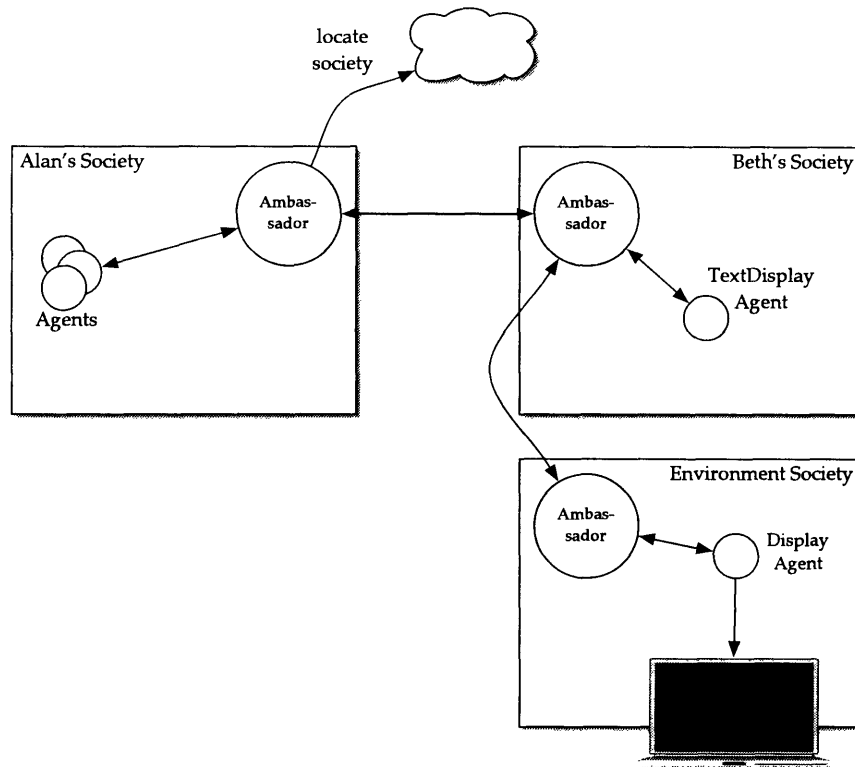 locate
society
Alan's Society
Ambas-
sador
Agents
Beth's Society
Ambas-
sador
TextDisplay
Agent
Environment Society
Ambas-
sador
Display
Agent